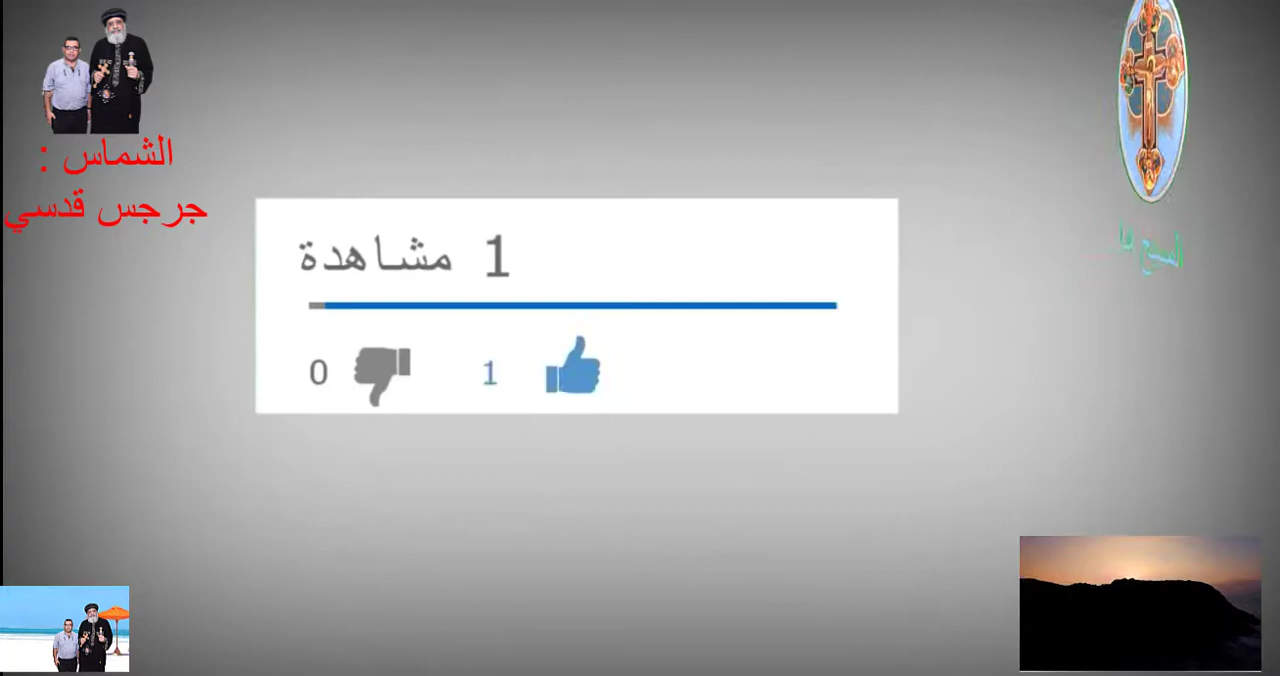 الشماس :
جرجس قدسي
1 مشاهدة
0 1